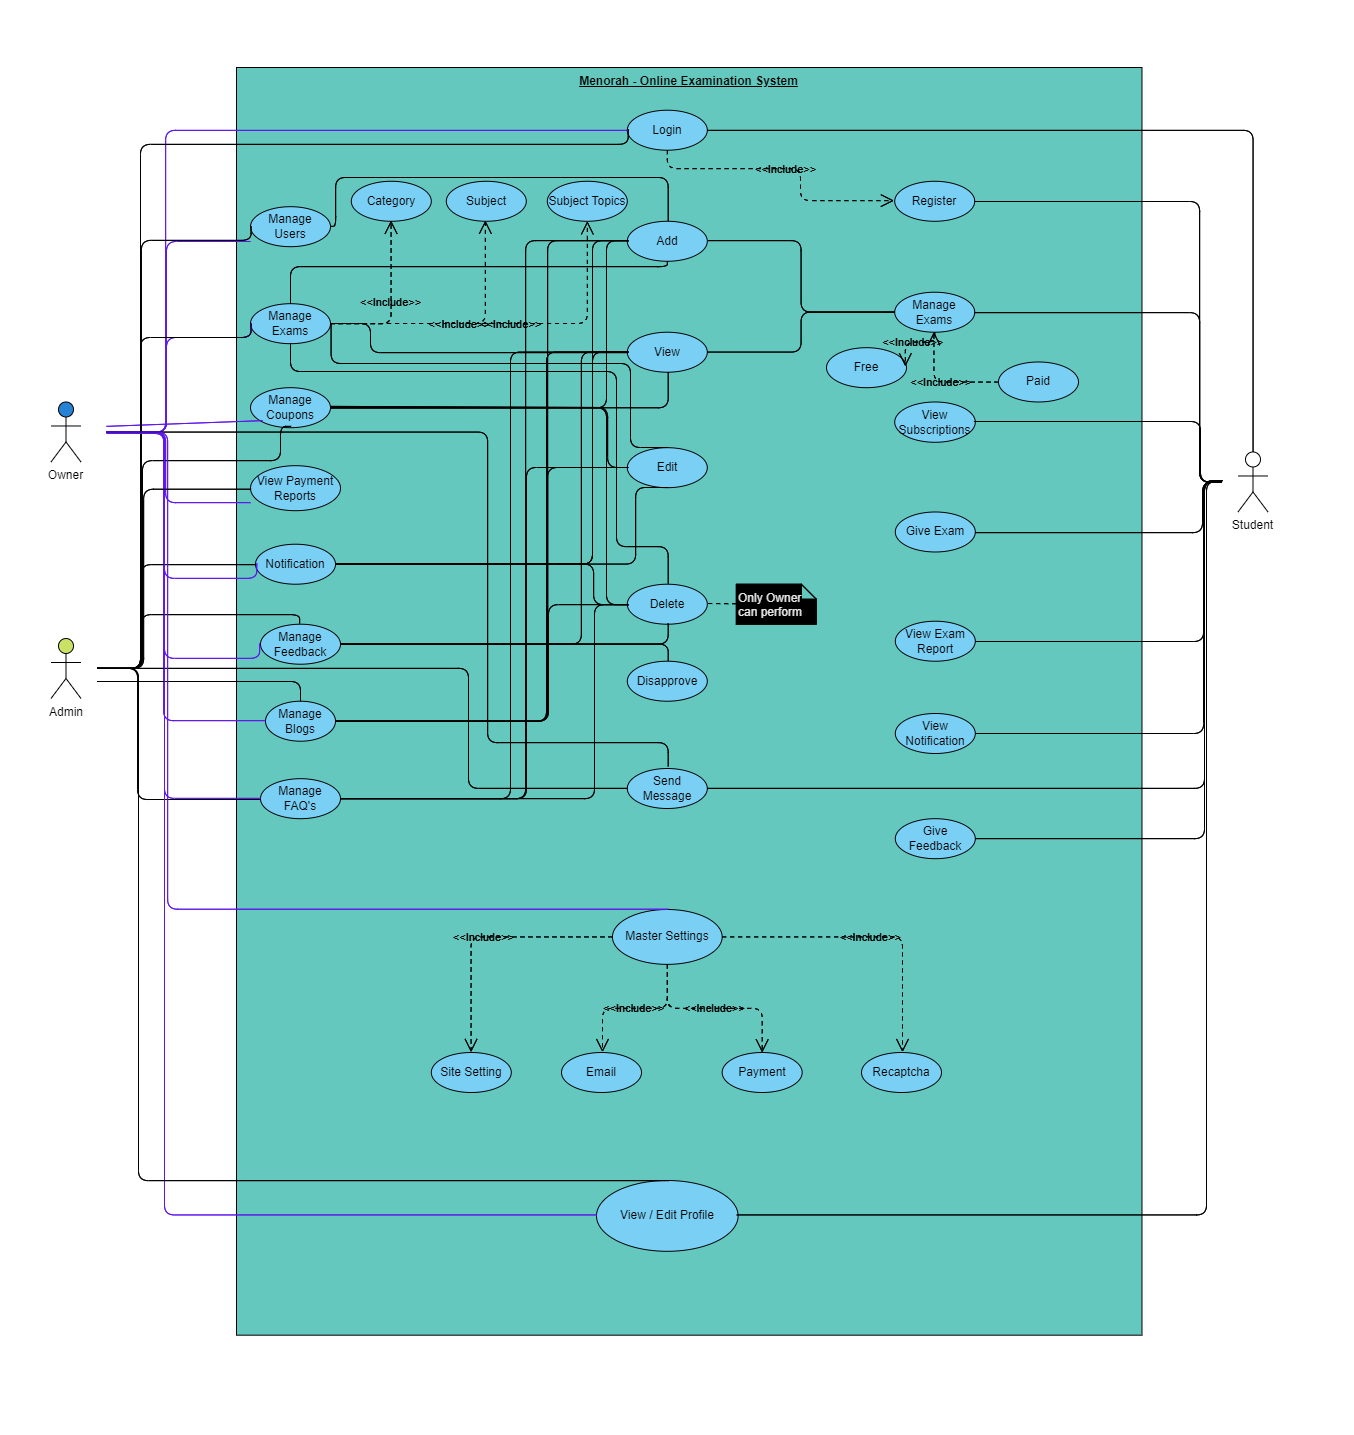 Menorah - Online Examination System
Login
<<Include>>
Category
Subject
Subject Topics
Register
Manage
Users
Add
<<Include>>
Manage
Exams
<<Include>>
<<Include>>
Manage
Exams
<<Include>>
View
Free
<<Include>>
Paid
Manage
Coupons
View
Subscriptions
Owner
Edit
View Payment
Reports
Student
Give Exam
Notification
Only Owner
can perform
Delete
Manage
Feedback
View Exam
Report
Disapprove
Admin
Manage
Blogs
View
Notification
Send
Message
Manage
FAQ's
Give
Feedback
<<Include>>
Master Settings
<<Include>>
<<Include>>
<<Include>>
Site Setting
Email
Payment
Recaptcha
View / Edit Profile